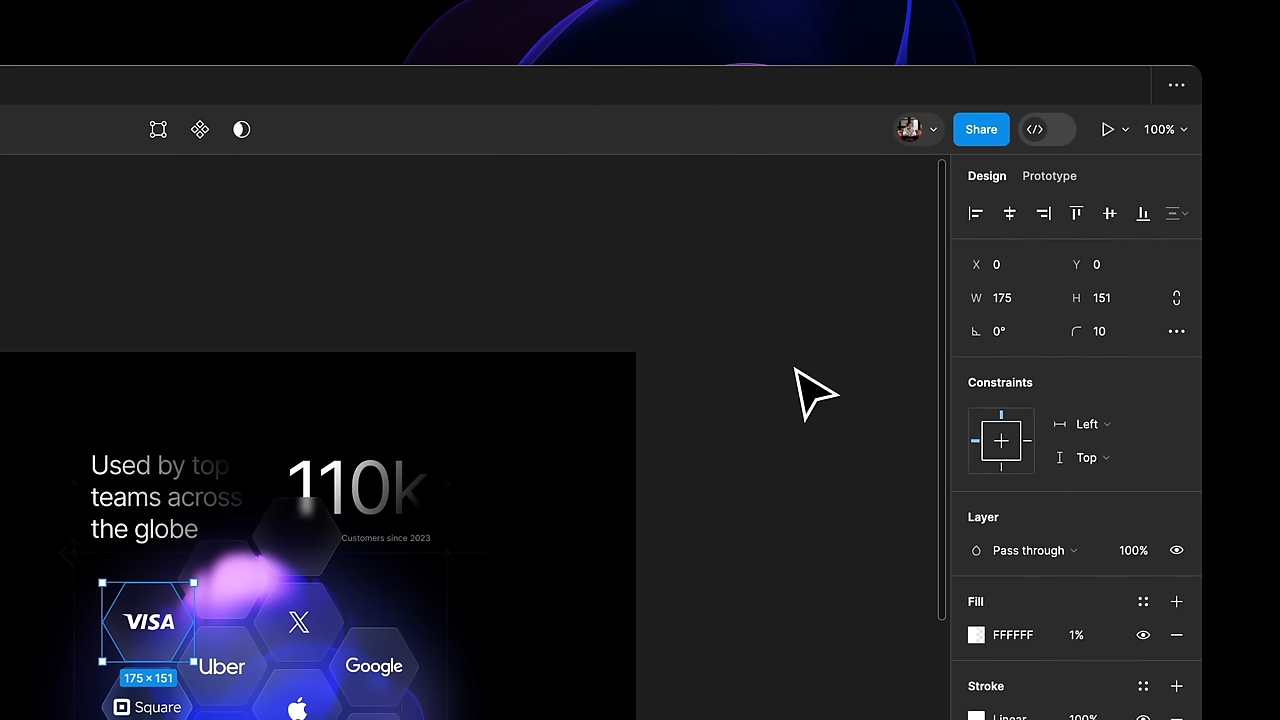 Share
100%
Design
Prototype
X 0
Y 0
W 175
H 151
0°
10
Constraints
Left
Top
Layer
Pass through
100%
Fill
FFFFFF
1%
Stroke
Linear
100%
Used by top
teams across
the globe
110k
Customers since 2023
VISA
X
Uber
Google
175 × 151
Square